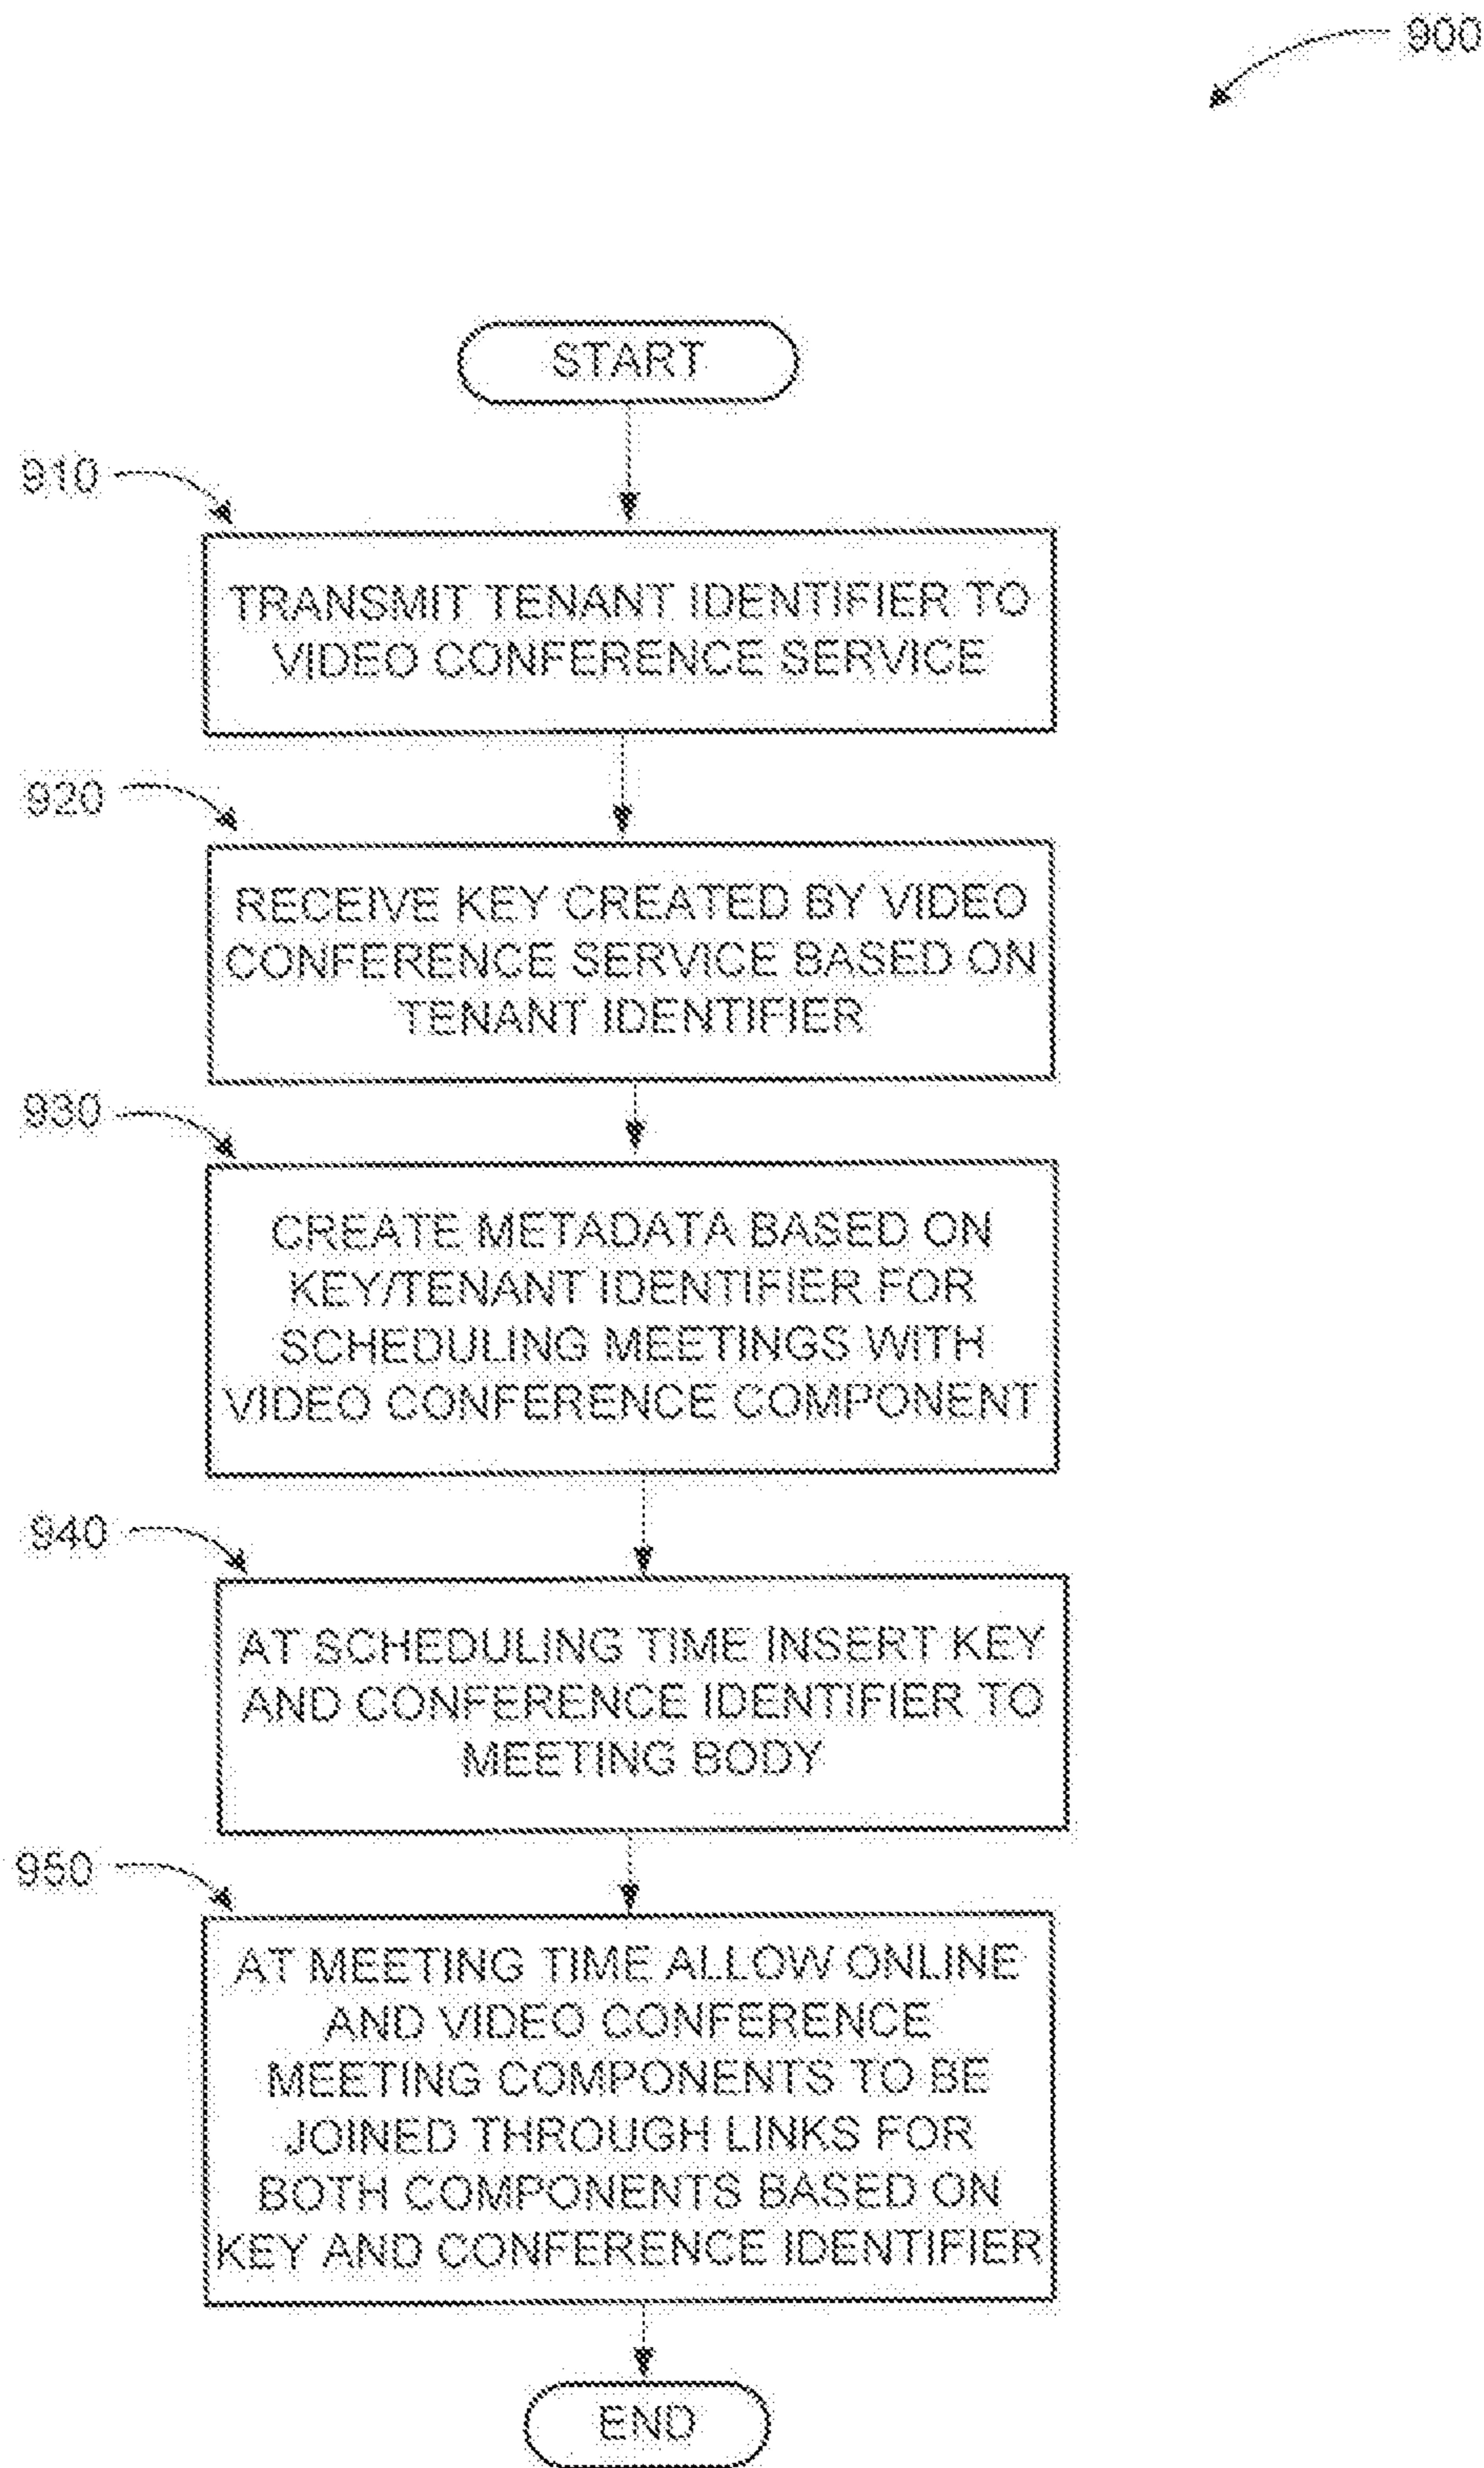 900
START
910
TRANSMIT TENANT IDENTIFIER TO
VIDEO CONFERENCE SERVICE
920
RECEIVE KEY CREATED BY VIDEO
CONFERENCE SERVICE BASED ON
TENANT IDENTIFIER
930
CREATE METADATA BASED ON
KEY/TENANT IDENTIFIER FOR
SCHEDULING MEETINGS WITH
VIDEO CONFERENCE COMPONENT
940
AT SCHEDULING TIME INSERT KEY
AND CONFERENCE IDENTIFIER TO
MEETING BODY
950
AT MEETING TIME ALLOW ONLINE
AND VIDEO CONFERENCE
MEETING COMPONENTS TO BE
JOINED THROUGH LINKS FOR
BOTH COMPONENTS BASED ON
KEY AND CONFERENCE IDENTIFIER
END